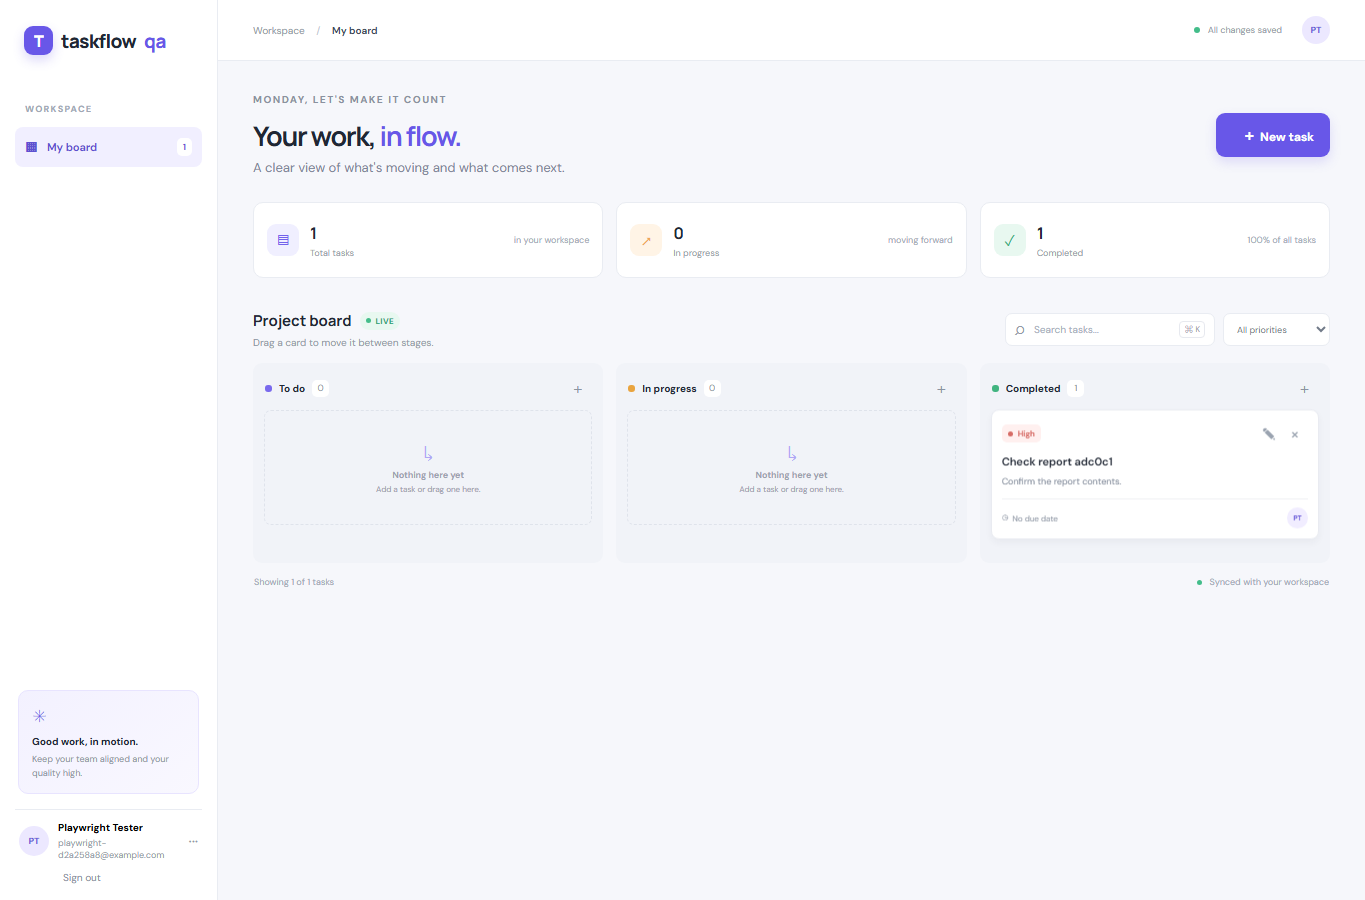 T taskflow qa
Workspace / My board
All changes saved
PT
WORKSPACE
My board 1
MONDAY, LET'S MAKE IT COUNT
Your work, in flow.
A clear view of what's moving and what comes next.
+ New task
1
Total tasks
in your workspace
0
In progress
moving forward
1
Completed
100% of all tasks
Project board LIVE
Drag a card to move it between stages.
Search tasks...
⌘ K
All priorities
To do 0 +
In progress 0 +
Completed 1 +
Nothing here yet
Add a task or drag one here.
Nothing here yet
Add a task or drag one here.
High
Check report adc0c1
Confirm the report contents.
No due date
PT
Showing 1 of 1 tasks
Synced with your workspace
Good work, in motion.
Keep your team aligned and your
quality high.
PT
Playwright Tester
playwright-
d2a258a8@example.com
Sign out